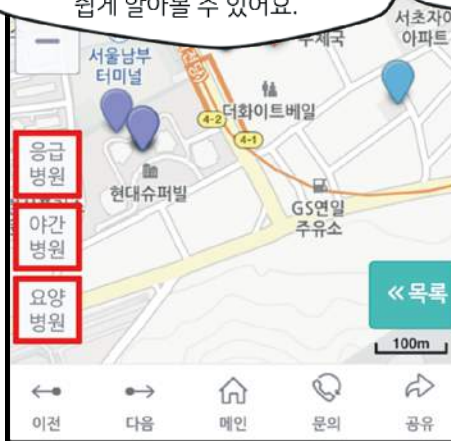 쉽게 알아볼 수 있어요.
서초자이
아파트
우체국
서울남부
터미널
더화이트베일
4-2
4-1
응급
병원
현대슈퍼빌
GS연일
주유소
야간
병원
요양
병원
≪목록
100m
이전
다음
메인
문의
공유